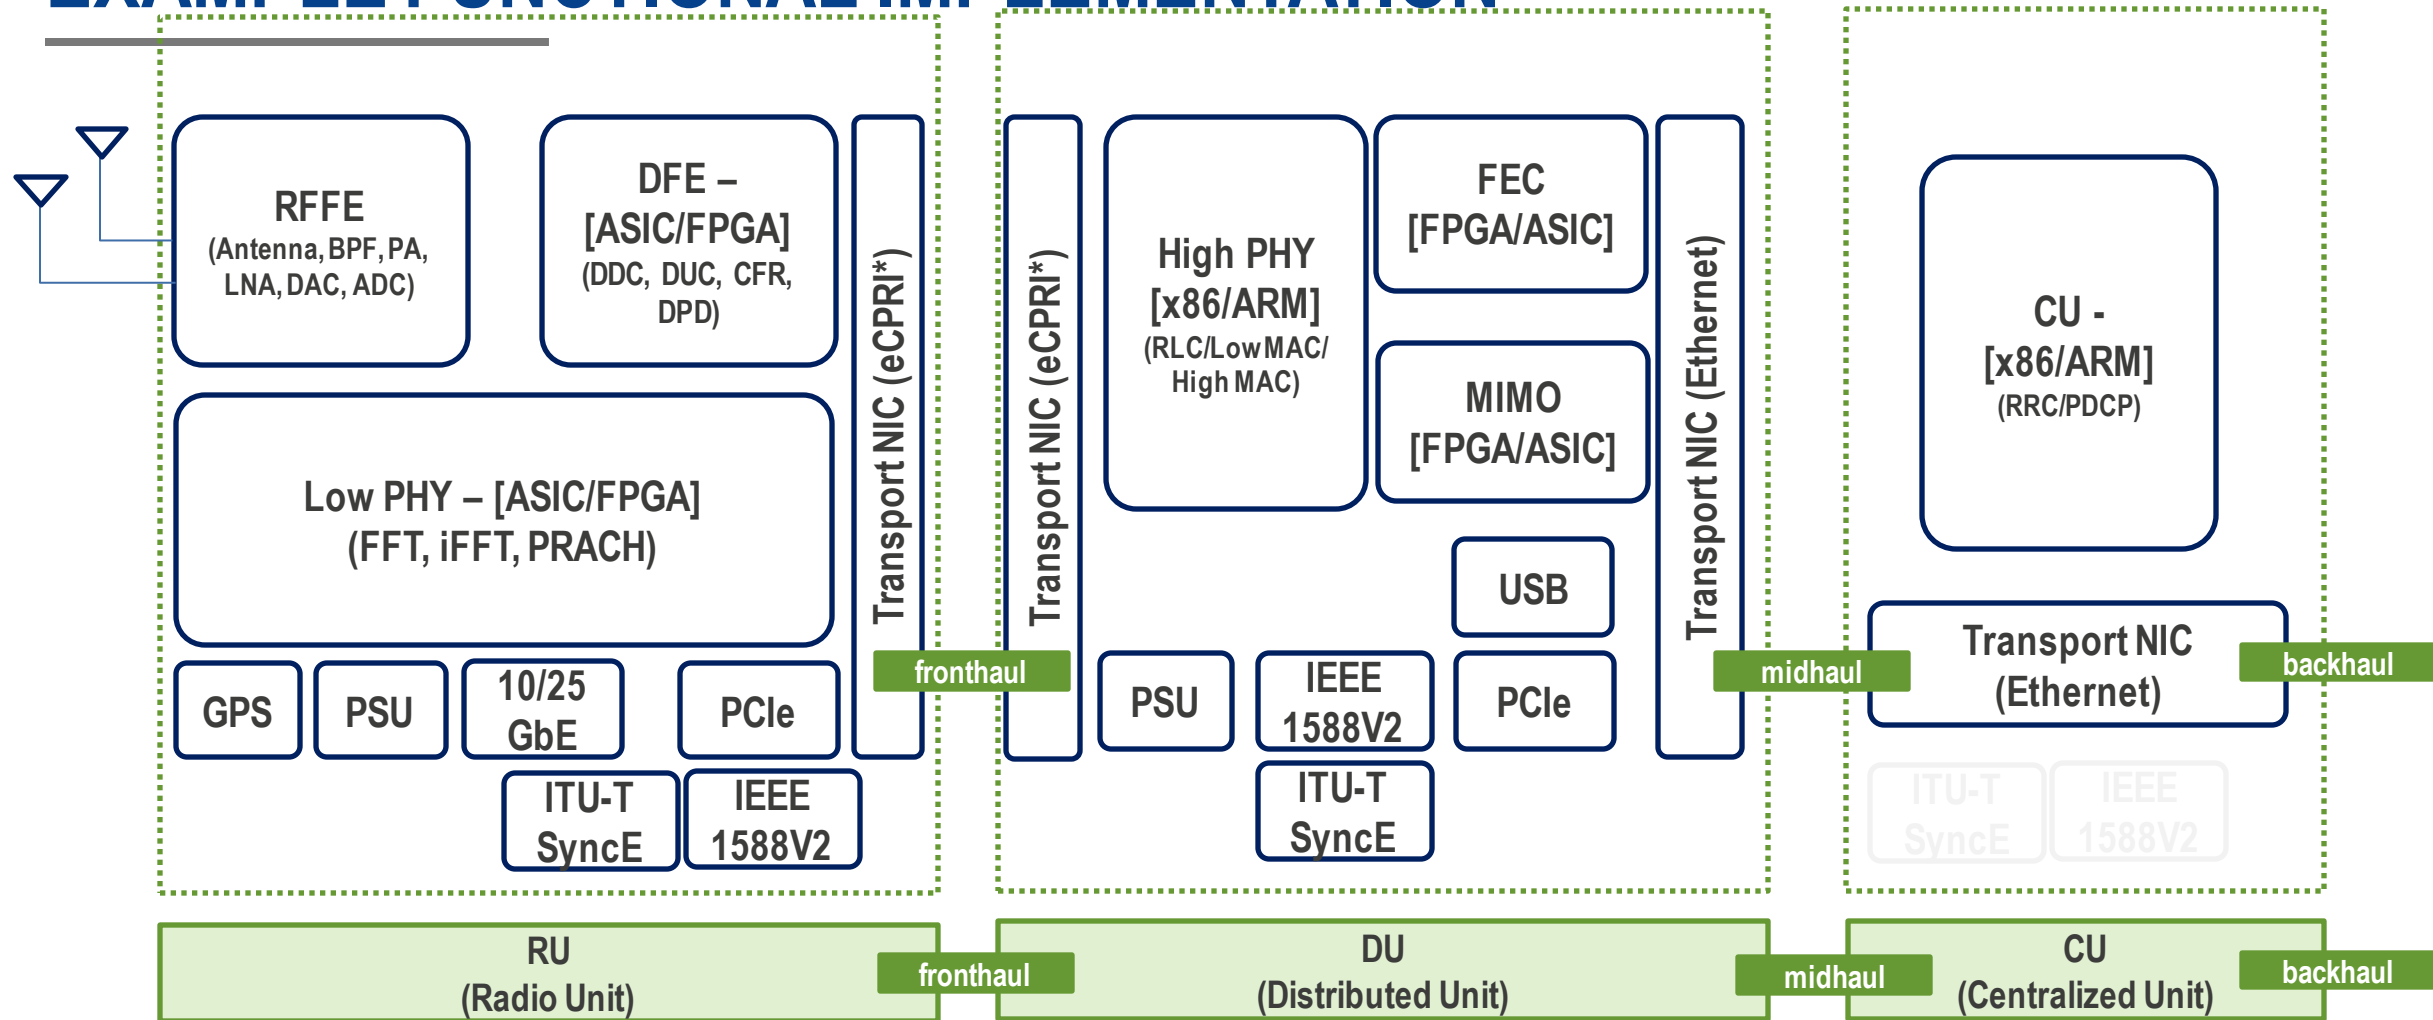 EXAMPLE FUNCTIONAL IMPLEMENTATION
RFFE
(Antenna, BPF, PA,
LNA, DAC, ADC)
DFE –
[ASIC/FPGA]
(DDC, DUC, CFR,
DPD)
Low PHY – [ASIC/FPGA]
(FFT, iFFT, PRACH)
GPS
PSU
10/25
GbE
PCIe
ITU-T
SyncE
IEEE
1588V2
Transport NIC (eCPRI*)
fronthaul
Transport NIC (eCPRI*)
High PHY
[x86/ARM]
(RLC/Low MAC/
High MAC)
FEC
[FPGA/ASIC]
MIMO
[FPGA/ASIC]
USB
PSU
IEEE
1588V2
PCIe
ITU-T
SyncE
Transport NIC (Ethernet)
midhaul
CU -
[x86/ARM]
(RRC/PDCP)
Transport NIC
(Ethernet)
backhaul
ITU-T
SyncE
IEEE
1588V2
RU
(Radio Unit)
fronthaul
DU
(Distributed Unit)
midhaul
CU
(Centralized Unit)
backhaul